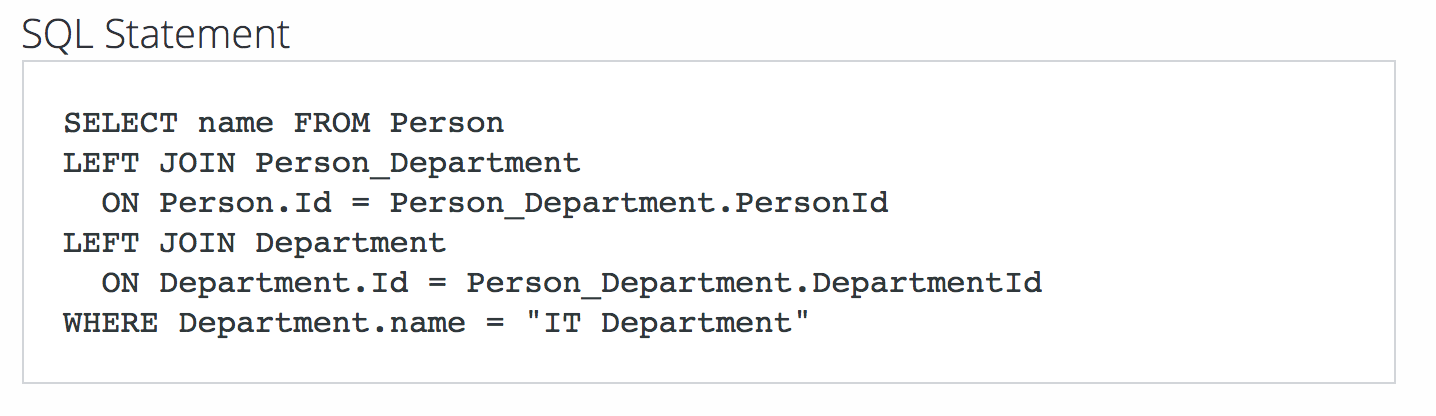 SQL Statement
SELECT name FROM Person
LEFT JOIN Person_Department
ON Person.Id = Person_Department.PersonId
LEFT JOIN Department
ON Department.Id = Person_Department.DepartmentId
WHERE Department.name = "IT Department"